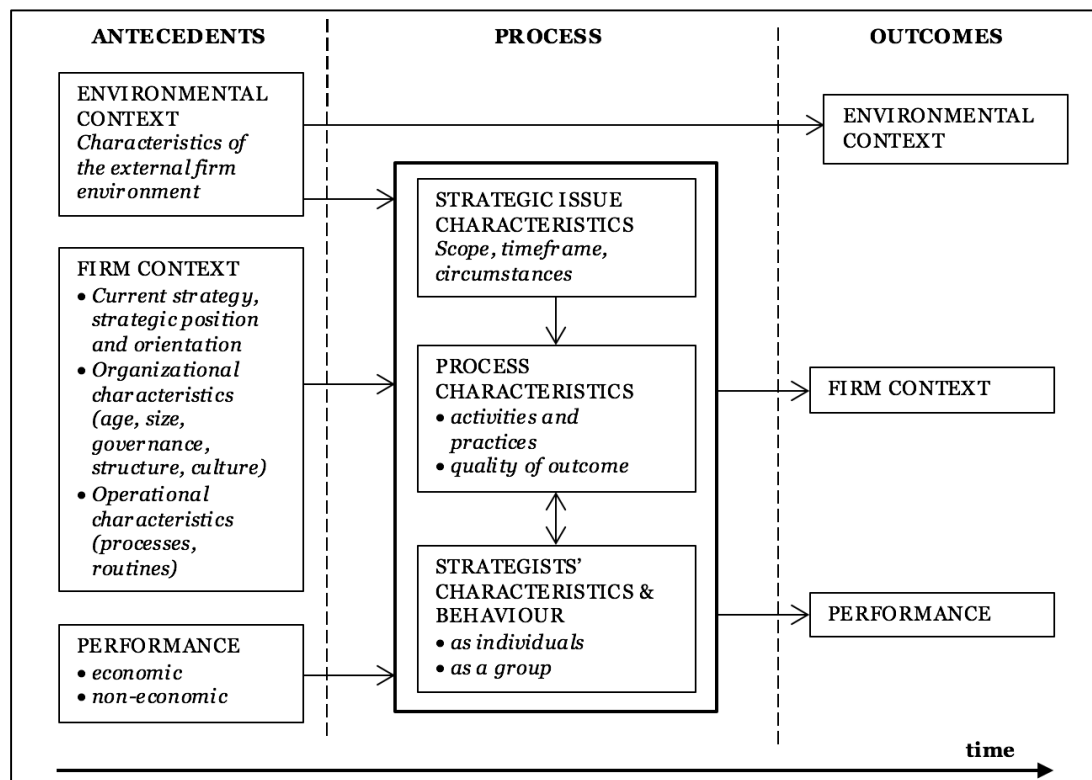 ANTECEDENTS
PROCESS
OUTCOMES
ENVIRONMENTAL
CONTEXT
Characteristics of
the external firm
environment
FIRM CONTEXT
• Current strategy,
strategic position
and orientation
• Organizational
characteristics
(age, size,
governance,
structure, culture)
• Operational
characteristics
(processes,
routines)
PERFORMANCE
• economic
• non-economic
STRATEGIC ISSUE
CHARACTERISTICS
Scope, timeframe,
circumstances
PROCESS
CHARACTERISTICS
• activities and
practices
• quality of outcome
STRATEGISTS’
CHARACTERISTICS &
BEHAVIOUR
• as individuals
• as a group
ENVIRONMENTAL
CONTEXT
FIRM CONTEXT
PERFORMANCE
time